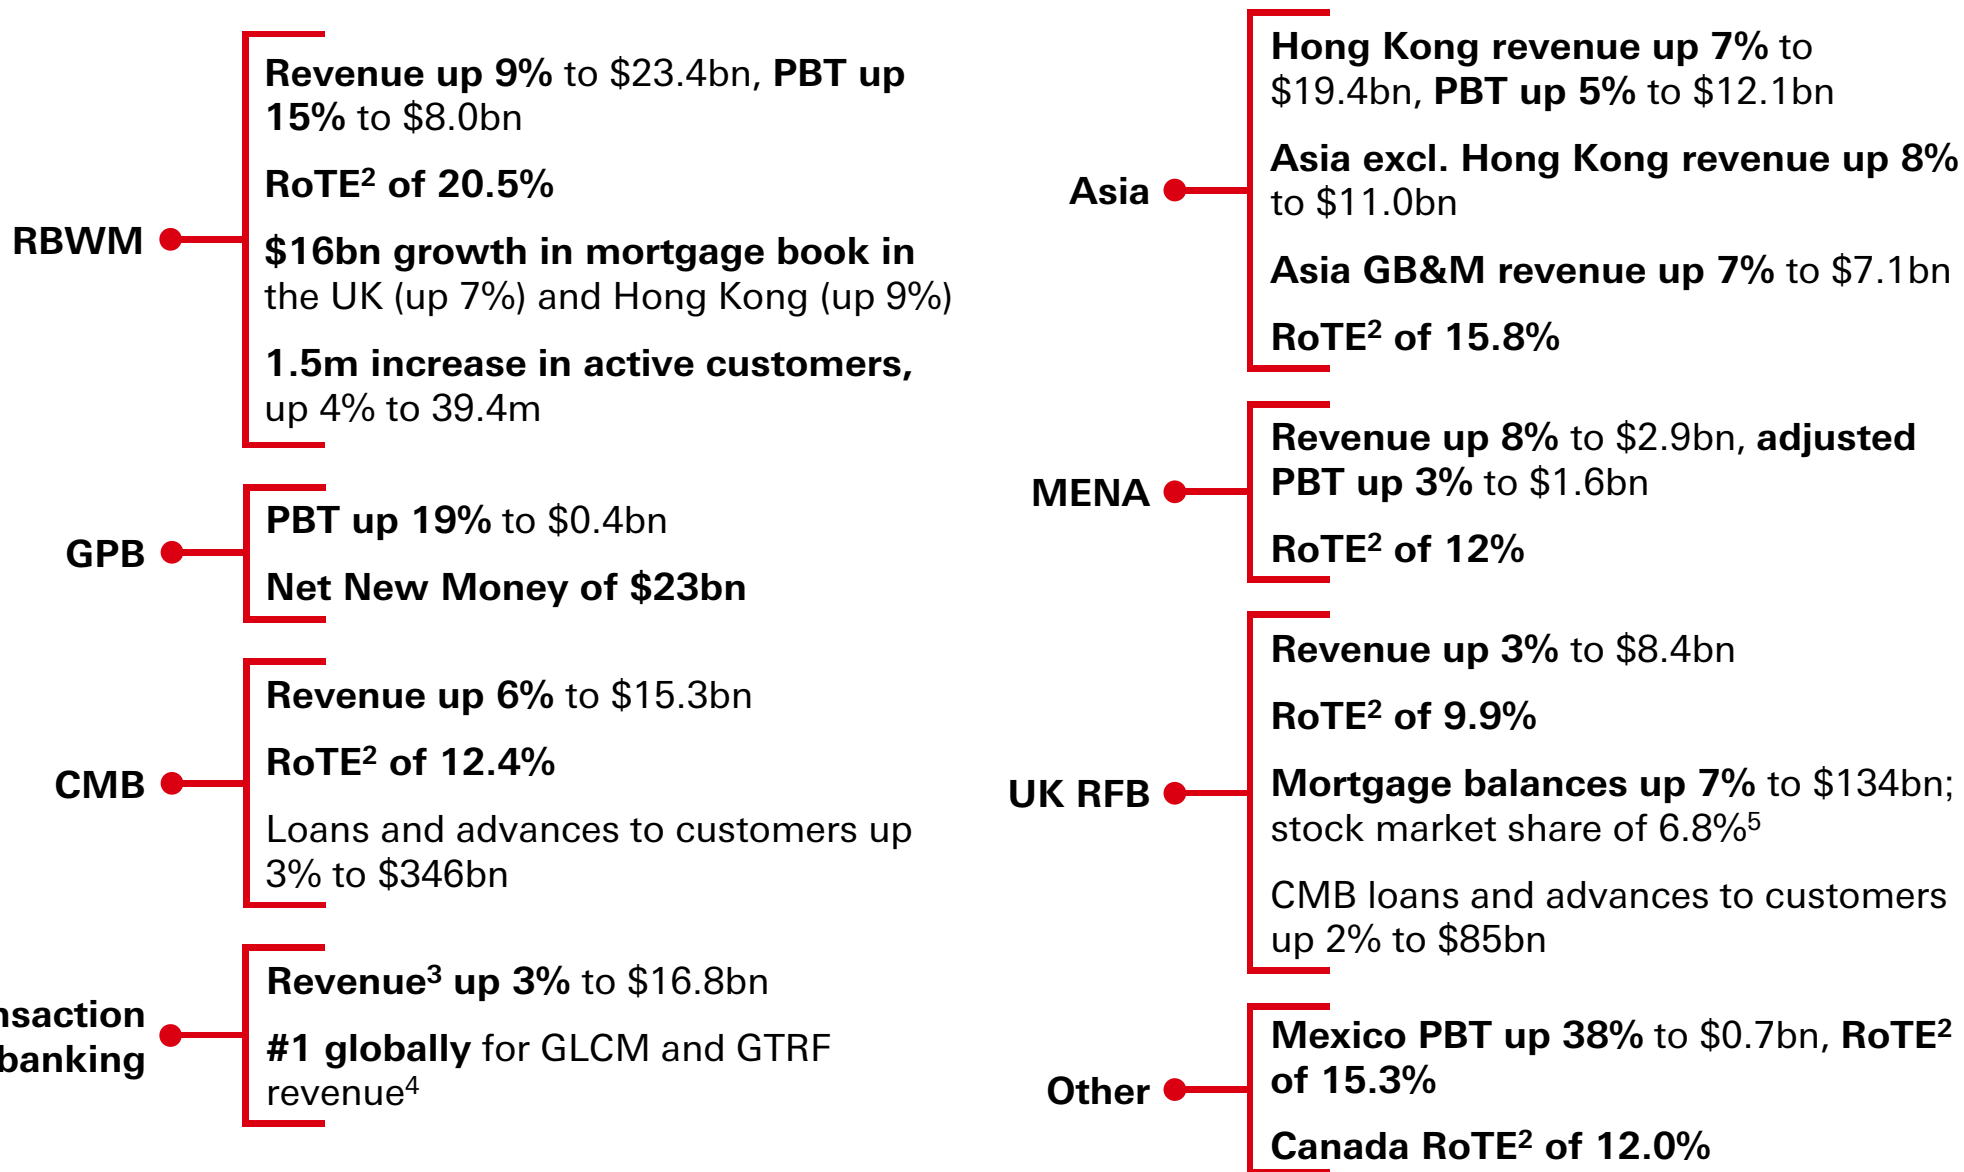 RBWM
Revenue up 9% to $23.4bn, PBT up
15% to $8.0bn
RoTE² of 20.5%
$16bn growth in mortgage book in
the UK (up 7%) and Hong Kong (up 9%)
1.5m increase in active customers,
up 4% to 39.4m
GPB
PBT up 19% to $0.4bn
Net New Money of $23bn
CMB
Revenue up 6% to $15.3bn
RoTE² of 12.4%
Loans and advances to customers up
3% to $346bn
nsaction
banking
Revenue³ up 3% to $16.8bn
#1 globally for GLCM and GTRF
revenue⁴
Asia
Hong Kong revenue up 7% to
$19.4bn, PBT up 5% to $12.1bn
Asia excl. Hong Kong revenue up 8%
to $11.0bn
Asia GB&M revenue up 7% to $7.1bn
RoTE² of 15.8%
MENA
Revenue up 8% to $2.9bn, adjusted
PBT up 3% to $1.6bn
RoTE² of 12%
UK RFB
Revenue up 3% to $8.4bn
RoTE² of 9.9%
Mortgage balances up 7% to $134bn;
stock market share of 6.8%⁵
CMB loans and advances to customers
up 2% to $85bn
Other
Mexico PBT up 38% to $0.7bn, RoTE²
of 15.3%
Canada RoTE² of 12.0%